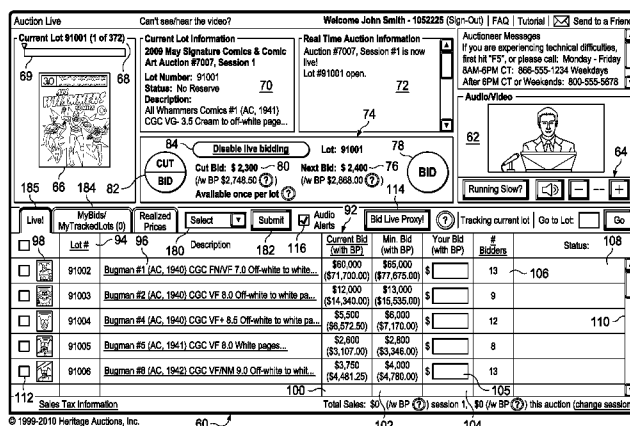 Auction Live
Can't see/hear the video?
Welcome John Smith - 1052225 (Sign-Out) | FAQ | Tutorial | Send to a Friend
Current Lot 91001 (1 of 372)
69
68
3.0
WHAMMERS
COMICS
66
Current Lot Information
2009 May Signature Comics & Comic
Art Auction #7007, Session 1
Lot Number: 91001
70
Status: No Reserve
Description:
All Whammers Comics #1 (AC, 1941)
CGC VG- 3.5 Cream to off-white page...
Real Time Auction Information
Auction #7007, Session #1 is now
live!
Lot #91001 open.
72
Auctioneer Messages
If you are experiencing technical difficulties,
first hit "F5", or please call: Monday - Friday
8AM-6PM CT: 866-555-1234 Weekdays
After 6PM CT or Weekends: 800-555-5678
Audio/Video
62
64
Running Slow?
- -- +
74
84
Disable live bidding
Lot: 91001
78
CUT
BID
82
Cut Bid: $ 2,300 80
(/w BP $2,748.50 ?)
Available once per lot ?
Next Bid: $ 2,400 76
(/w BP $2,868.00 ?)
BID
114
185
184
Live!
MyBids/
MyTrackedLots (0)
Realized
Prices
Select
Submit
Audio
Alerts
92
Bid Live Proxy!
?
Tracking current lot | Go to Lot:
Go
180
182
116
98
Lot #
94
96
Description
Current Bid
(with BP)
Min. Bid
(with BP)
Your Bid
(with BP)
#
Bidders
Status:
108
91002 Bugman #1 (AC, 1940) CGC FN/VF 7.0 Off-white to white... $60,000 $65,000 $ 13 106
($71,700.00) ($77,675.00)
91003 Bugman #2 (AC, 1940) CGC VF 8.0 Off-white to white pa... $12,000 $13,000 $ 9
($14,340.00) ($15,535.00)
91004 Bugman #4 (AC, 1940) CGC VF+ 8.5 Off-white to white pa... $5,500 $6,000 $ 12 110
($6,572.50) ($7,170.00)
91005 Bugman #5 (AC, 1941) CGC VF 8.0 White pages... $2,600 $2,800 $ 8
($3,107.00) ($3,346.00)
91006 Bugman #8 (AC, 1942) CGC VF/NM 9.0 Off-white to whit... $3,750 $4,000 $ 13
($4,481.25) ($4,780.00)
112
100
105
Sales Tax Information
Total Sales: $0 (/w BP ?) session 1, $0 (/w BP ?) this auction (change session
© 1999-2010 Heritage Auctions, Inc.
60
102
104